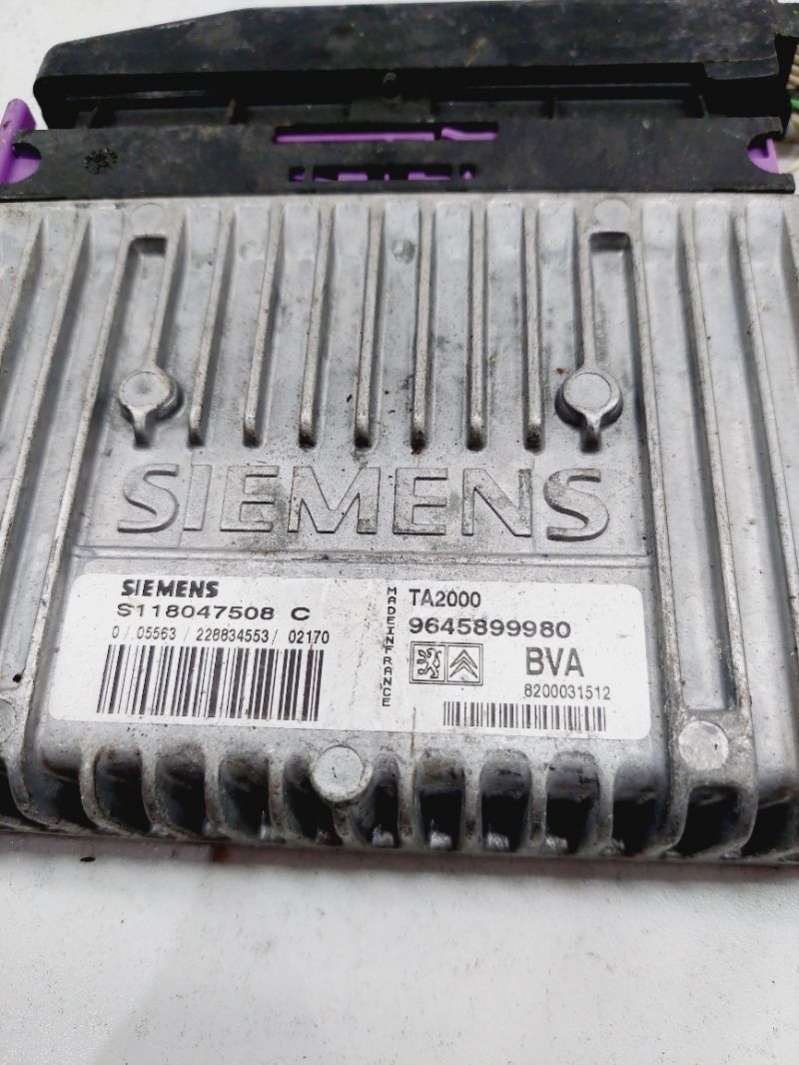 SIEMENS
SIEMENS
S118047508 C
0 / 05563 / 228834553 / 02170
MADE IN FRANCE
TA2000
9645899980
BVA
8200031512